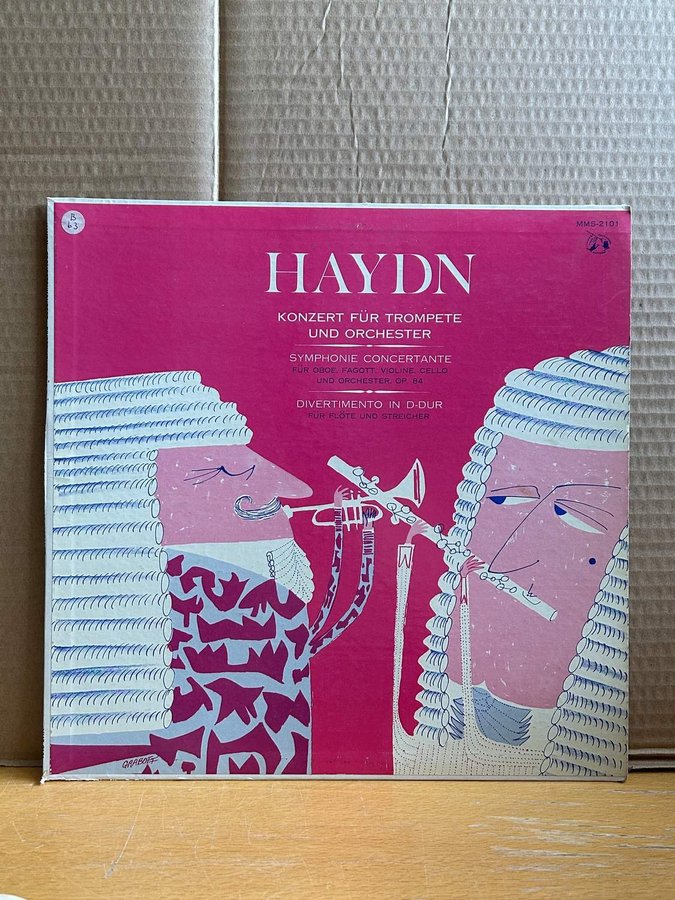 B
63
MMS-2101
HAYDN
KONZERT FÜR TROMPETE
UND ORCHESTER
SYMPHONIE CONCERTANTE
FÜR OBOE, FAGOTT, VIOLINE, CELLO
UND ORCHESTER, OP. 84
DIVERTIMENTO IN D-DUR
FÜR FLÖTE UND STREICHER
GRABOFF